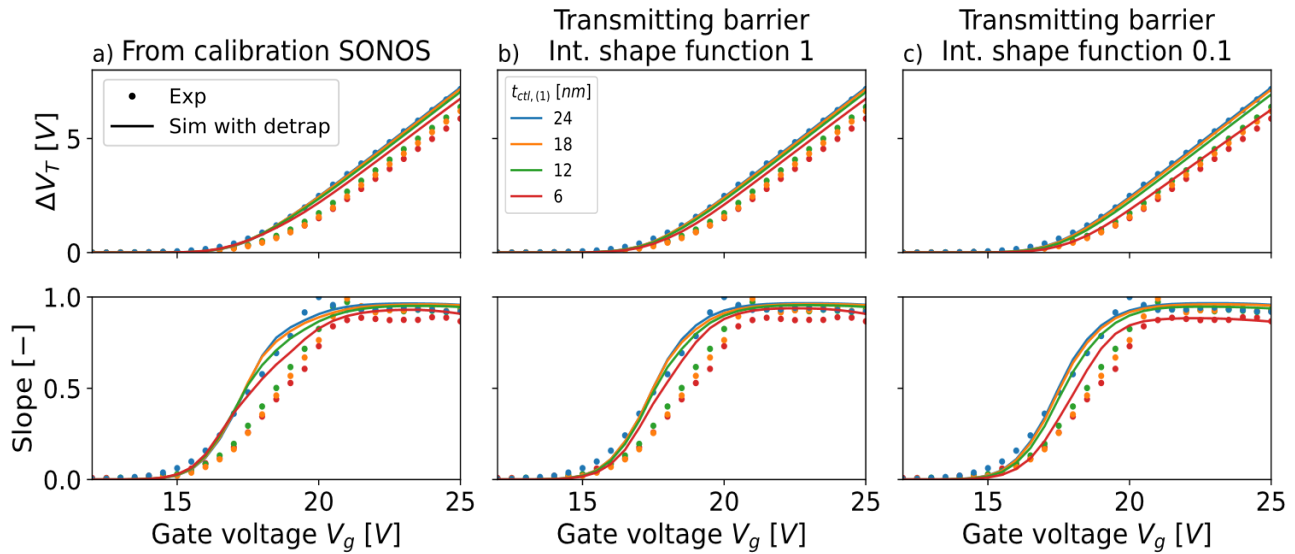 a) From calibration SONOS
Transmitting barrier
b) Int. shape function 1
Transmitting barrier
c) Int. shape function 0.1
ΔV_T [V]
5
0
Exp
Sim with detrap
t_{ctl,(1)} [nm]
24
18
12
6
Slope [−]
1.0
0.5
0.0
15 20 25
15 20 25
15 20 25
Gate voltage V_g [V]
Gate voltage V_g [V]
Gate voltage V_g [V]